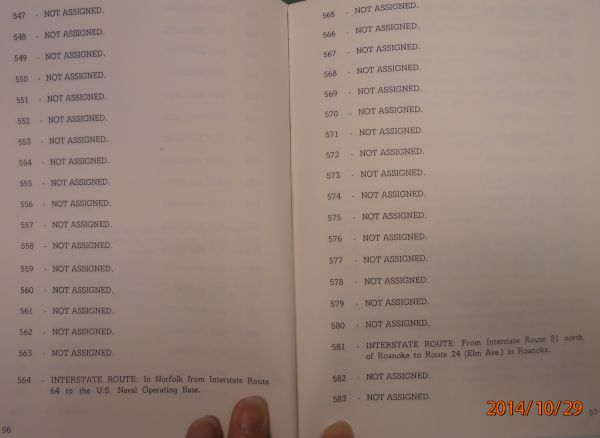 547 - NOT ASSIGNED.
548 - NOT ASSIGNED.
549 - NOT ASSIGNED.
550 - NOT ASSIGNED.
551 - NOT ASSIGNED.
552 - NOT ASSIGNED.
553 - NOT ASSIGNED.
554 - NOT ASSIGNED.
555 - NOT ASSIGNED.
556 - NOT ASSIGNED.
557 - NOT ASSIGNED.
558 - NOT ASSIGNED.
559 - NOT ASSIGNED.
560 - NOT ASSIGNED.
561 - NOT ASSIGNED.
562 - NOT ASSIGNED.
563 - NOT ASSIGNED.
564 - INTERSTATE ROUTE: In Norfolk from Interstate Route
64 to the U.S. Naval Operating Base.
56
565 - NOT ASSIGNED.
566 - NOT ASSIGNED.
567 - NOT ASSIGNED.
568 - NOT ASSIGNED.
569 - NOT ASSIGNED.
570 - NOT ASSIGNED.
571 - NOT ASSIGNED.
572 - NOT ASSIGNED.
573 - NOT ASSIGNED.
574 - NOT ASSIGNED.
575 - NOT ASSIGNED.
576 - NOT ASSIGNED.
577 - NOT ASSIGNED.
578 - NOT ASSIGNED.
579 - NOT ASSIGNED.
580 - NOT ASSIGNED.
581 - INTERSTATE ROUTE: From Interstate Route 81 north
of Roanoke to Route 24 (Elm Ave.) in Roanoke.
582 - NOT ASSIGNED.
583 - NOT ASSIGNED.
57
2014/10/29